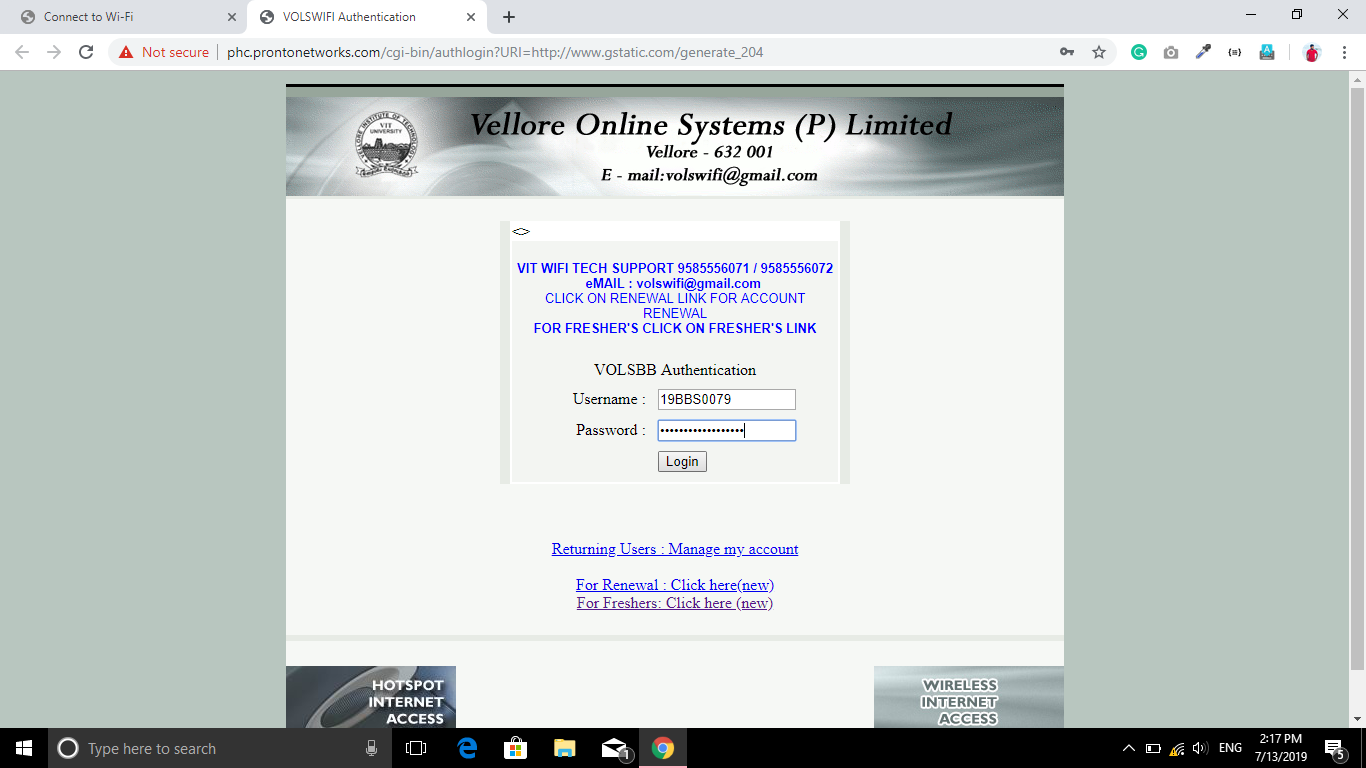 Connect to Wi-Fi
VOLSWIFI Authentication
Not secure
phc.prontonetworks.com/cgi-bin/authlogin?URI=http://www.gstatic.com/generate_204
VIT
UNIVERSITY
Vellore Online Systems (P) Limited
Vellore - 632 001
E - mail:volswifi@gmail.com
<>
VIT WIFI TECH SUPPORT 9585556071 / 9585556072
eMAIL : volswifi@gmail.com
CLICK ON RENEWAL LINK FOR ACCOUNT
RENEWAL
FOR FRESHER'S CLICK ON FRESHER'S LINK
VOLSBB Authentication
Username :
19BBS0079
Password :
••••••••••••••••••
Login
Returning Users : Manage my account
For Renewal : Click here(new)
For Freshers: Click here (new)
HOTSPOT
INTERNET
ACCESS
WIRELESS
INTERNET
ACCESS
Type here to search
1
ENG
2:17 PM
7/13/2019
5